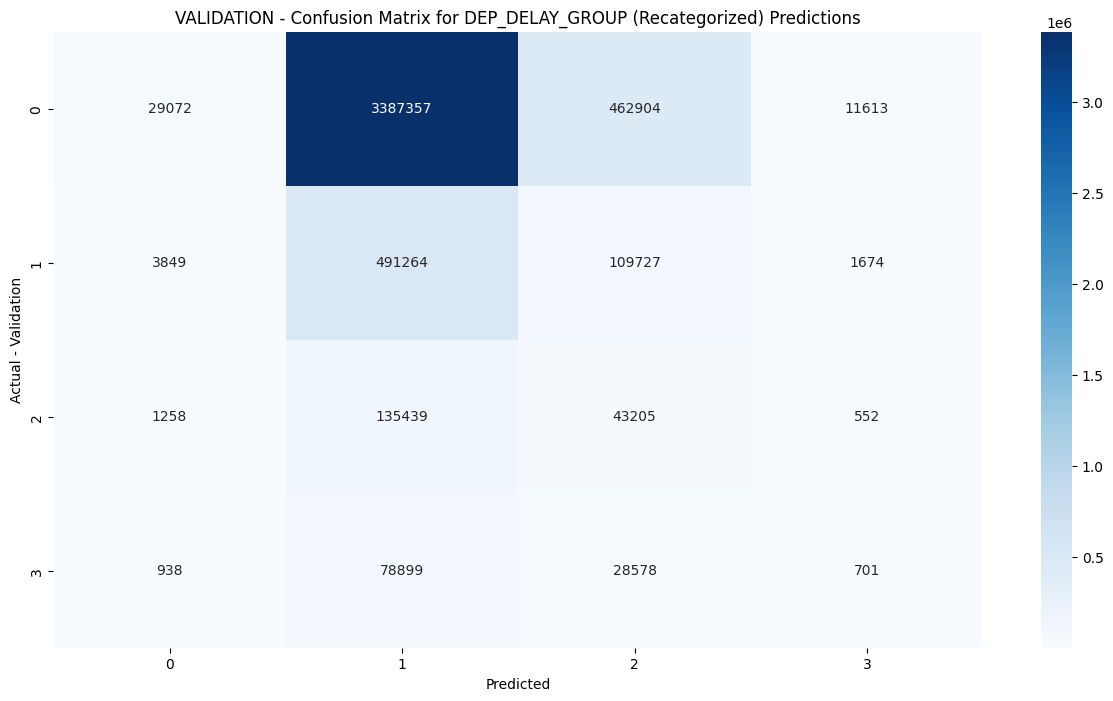 VALIDATION - Confusion Matrix for DEP_DELAY_GROUP (Recategorized) Predictions
1e6
0 29072 3387357 462904 11613
1 3849 491264 109727 1674
2 1258 135439 43205 552
3 938 78899 28578 701
0 1 2 3
Predicted
Actual - Validation
3.0
2.5
2.0
1.5
1.0
0.5